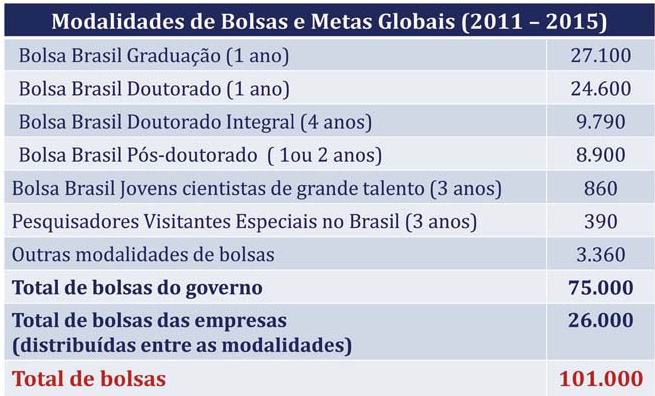 Modalidades de Bolsas e Metas Globais (2011 – 2015)
Bolsa Brasil Graduação (1 ano) 27.100
Bolsa Brasil Doutorado (1 ano) 24.600
Bolsa Brasil Doutorado Integral (4 anos) 9.790
Bolsa Brasil Pós-doutorado ( 1ou 2 anos) 8.900
Bolsa Brasil Jovens cientistas de grande talento (3 anos) 860
Pesquisadores Visitantes Especiais no Brasil (3 anos) 390
Outras modalidades de bolsas 3.360
Total de bolsas do governo 75.000
Total de bolsas das empresas 26.000
(distribuídas entre as modalidades)
Total de bolsas 101.000